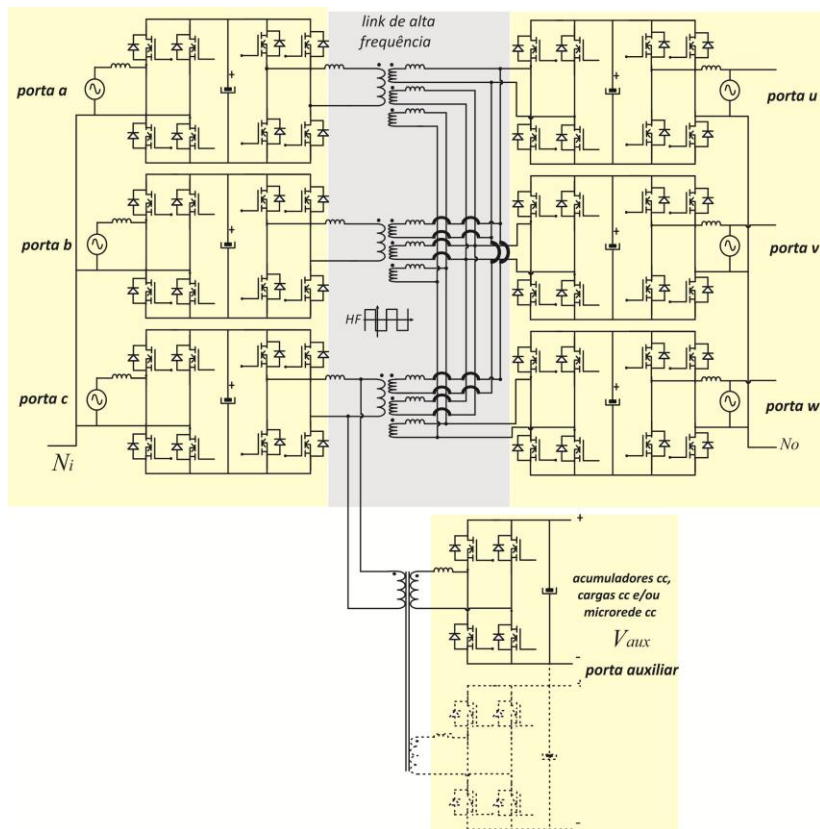 link de alta
frequência
porta a
porta u
porta b
porta v
HF
porta c
porta w
Ni
No
+
+
+
+
+
+
+
acumuladores cc,
cargas cc e/ou
microrede cc
Vaux
-
porta auxiliar
-